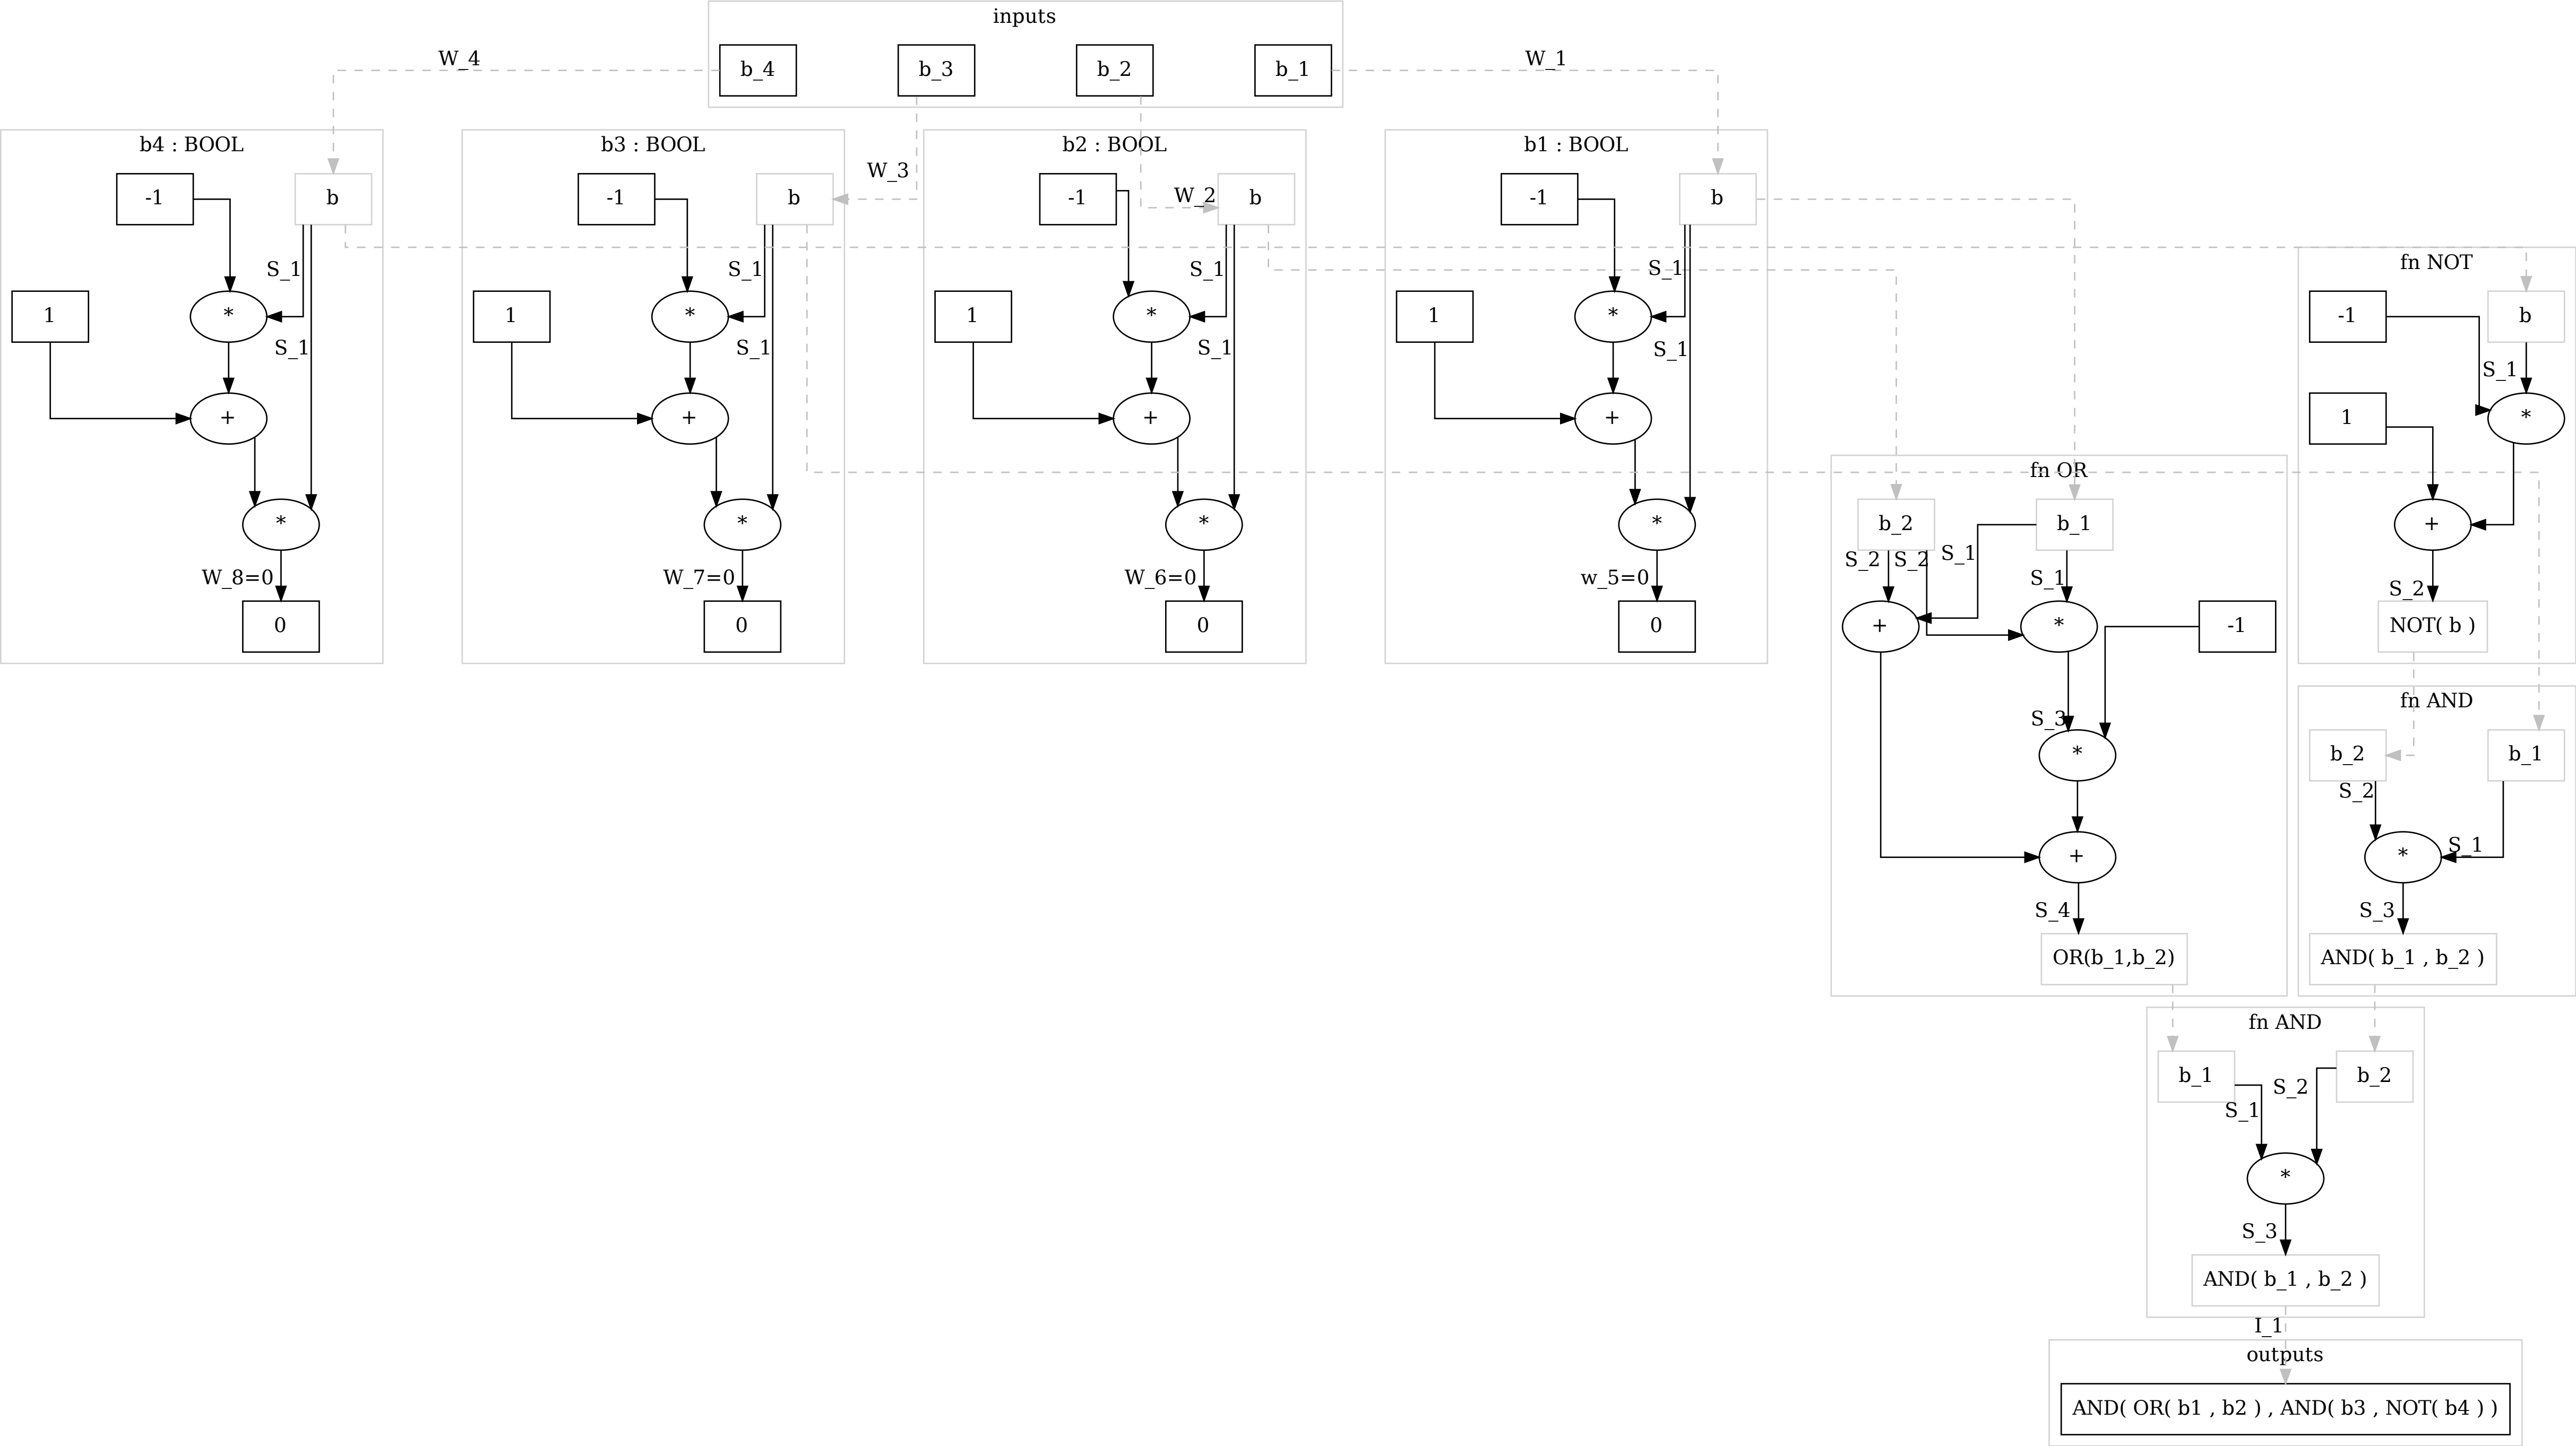 inputs
b_4
b_3
b_2
b_1
W_4
W_1
W_3
W_2
b4 : BOOL
-1
b
S_1
1
*
S_1
+
*
W_8=0
0
b3 : BOOL
-1
b
S_1
1
*
S_1
+
*
W_7=0
0
b2 : BOOL
-1
b
S_1
1
*
S_1
+
*
W_6=0
0
b1 : BOOL
-1
b
S_1
1
*
S_1
+
*
w_5=0
0
fn OR
b_2
b_1
S_2
S_2
S_1
S_1
+
*
-1
S_3
*
+
S_4
OR(b_1,b_2)
fn NOT
-1
b
S_1
1
*
+
S_2
NOT( b )
fn AND
b_2
b_1
S_2
S_1
*
S_3
AND( b_1 , b_2 )
fn AND
b_1
b_2
S_2
S_1
*
S_3
AND( b_1 , b_2 )
I_1
outputs
AND( OR( b1 , b2 ) , AND( b3 , NOT( b4 ) )